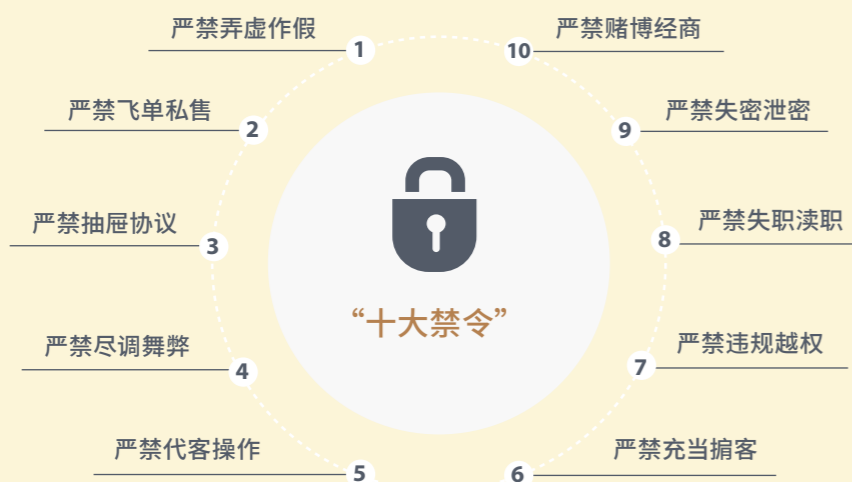 严禁弄虚作假
1
严禁飞单私售
2
严禁抽屉协议
3
严禁尽调舞弊
4
严禁代客操作
5
严禁充当掮客
6
严禁违规越权
7
严禁失职渎职
8
严禁失密泄密
9
严禁赌博经商
10
“十大禁令”